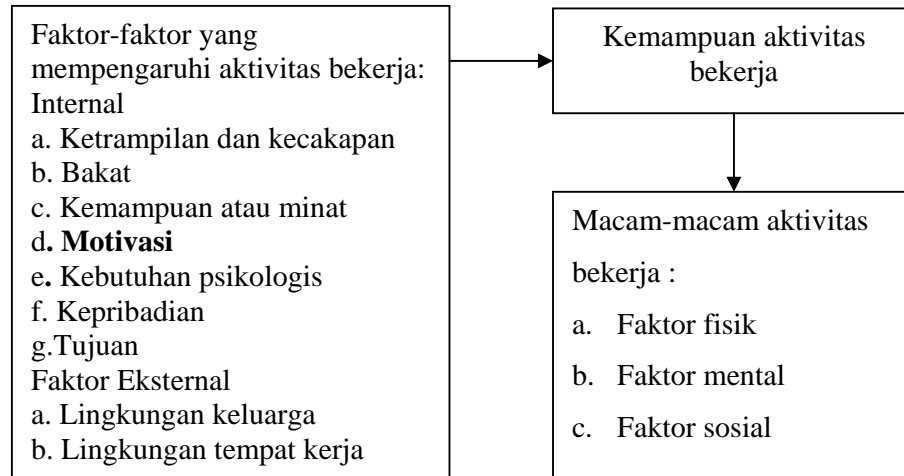 Faktor-faktor yang
mempengaruhi aktivitas bekerja:
Internal
a. Ketrampilan dan kecakapan
b. Bakat
c. Kemampuan atau minat
d. Motivasi
e. Kebutuhan psikologis
f. Kepribadian
g.Tujuan
Faktor Eksternal
a. Lingkungan keluarga
b. Lingkungan tempat kerja
Kemampuan aktivitas
bekerja
Macam-macam aktivitas
bekerja :
a. Faktor fisik
b. Faktor mental
c. Faktor sosial